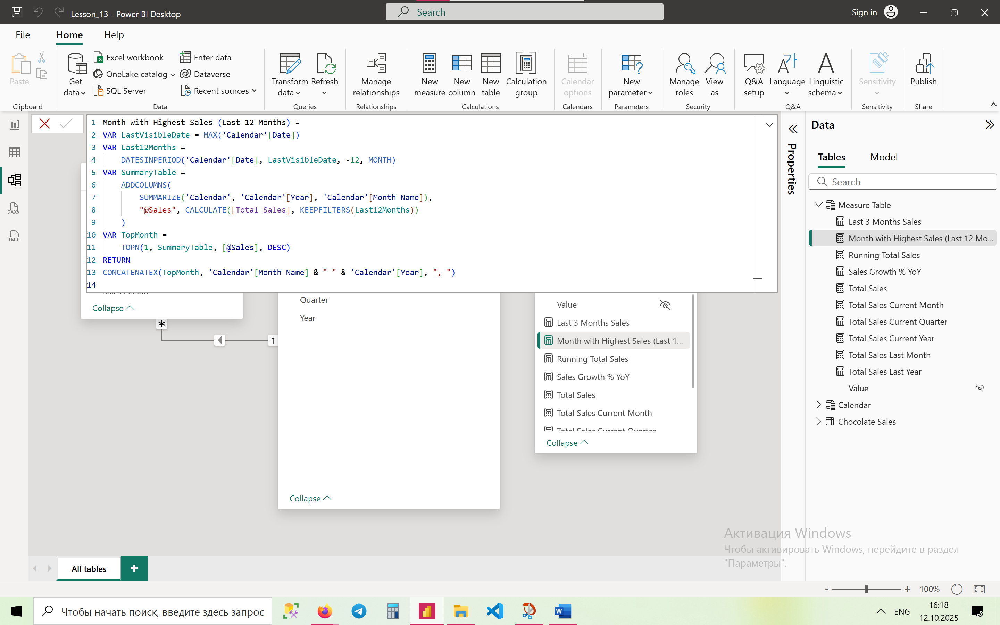 Lesson_13 - Power BI Desktop
Search
Sign in
File
Home
Help
Paste
Clipboard
Get data
Excel workbook
OneLake catalog
SQL Server
Enter data
Dataverse
Recent sources
Data
Transform data
Refresh
Queries
Manage relationships
Relationships
New measure
New column
New table
Calculation group
Calculations
Calendar options
Calendars
New parameter
Parameters
Manage roles
View as
Security
Q&A setup
Language
Linguistic schema
Q&A
Sensitivity
Sensitivity
Publish
Share
DAX
TMDL
1 Month with Highest Sales (Last 12 Months) =
2 VAR LastVisibleDate = MAX('Calendar'[Date])
3 VAR Last12Months =
4 DATESINPERIOD('Calendar'[Date], LastVisibleDate, -12, MONTH)
5 VAR SummaryTable =
6 ADDCOLUMNS(
7 SUMMARIZE('Calendar', 'Calendar'[Year], 'Calendar'[Month Name]),
8 "@Sales", CALCULATE([Total Sales], KEEPFILTERS(Last12Months))
9 )
10 VAR TopMonth =
11 TOPN(1, SummaryTable, [@Sales], DESC)
12 RETURN
13 CONCATENATEX(TopMonth, 'Calendar'[Month Name] & " " & 'Calendar'[Year], ", ")
14
Sales Person
Collapse
*
1
Quarter
Year
Collapse
Value
Last 3 Months Sales
Month with Highest Sales (Last 1...
Running Total Sales
Sales Growth % YoY
Total Sales
Total Sales Current Month
Total Sales Current Quarter
Collapse
Properties
Data
Tables
Model
Search
Measure Table
Last 3 Months Sales
Month with Highest Sales (Last 12 Mo...
Running Total Sales
Sales Growth % YoY
Total Sales
Total Sales Current Month
Total Sales Current Quarter
Total Sales Current Year
Total Sales Last Month
Total Sales Last Year
Value
Calendar
Chocolate Sales
Активация Windows
Чтобы активировать Windows, перейдите в раздел
"Параметры".
All tables
+
- + 100%
Чтобы начать поиск, введите здесь запрос
W
ENG
16:18
12.10.2025